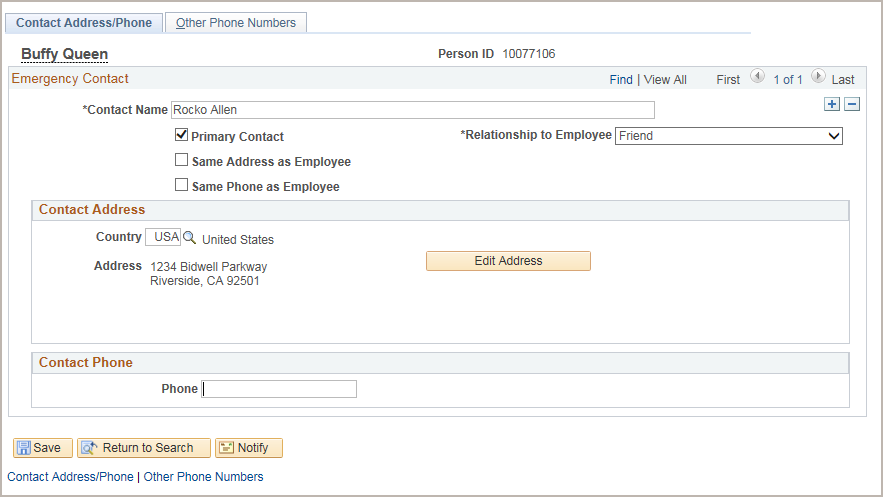 Contact Address/Phone Other Phone Numbers
Buffy Queen Person ID 10077106
Emergency Contact Find | View All First 1 of 1 Last
*Contact Name Rocko Allen
Primary Contact *Relationship to Employee Friend
Same Address as Employee
Same Phone as Employee
Contact Address
Country USA United States
Address 1234 Bidwell Parkway Edit Address
Riverside, CA 92501
Contact Phone
Phone
Save Return to Search Notify
Contact Address/Phone | Other Phone Numbers